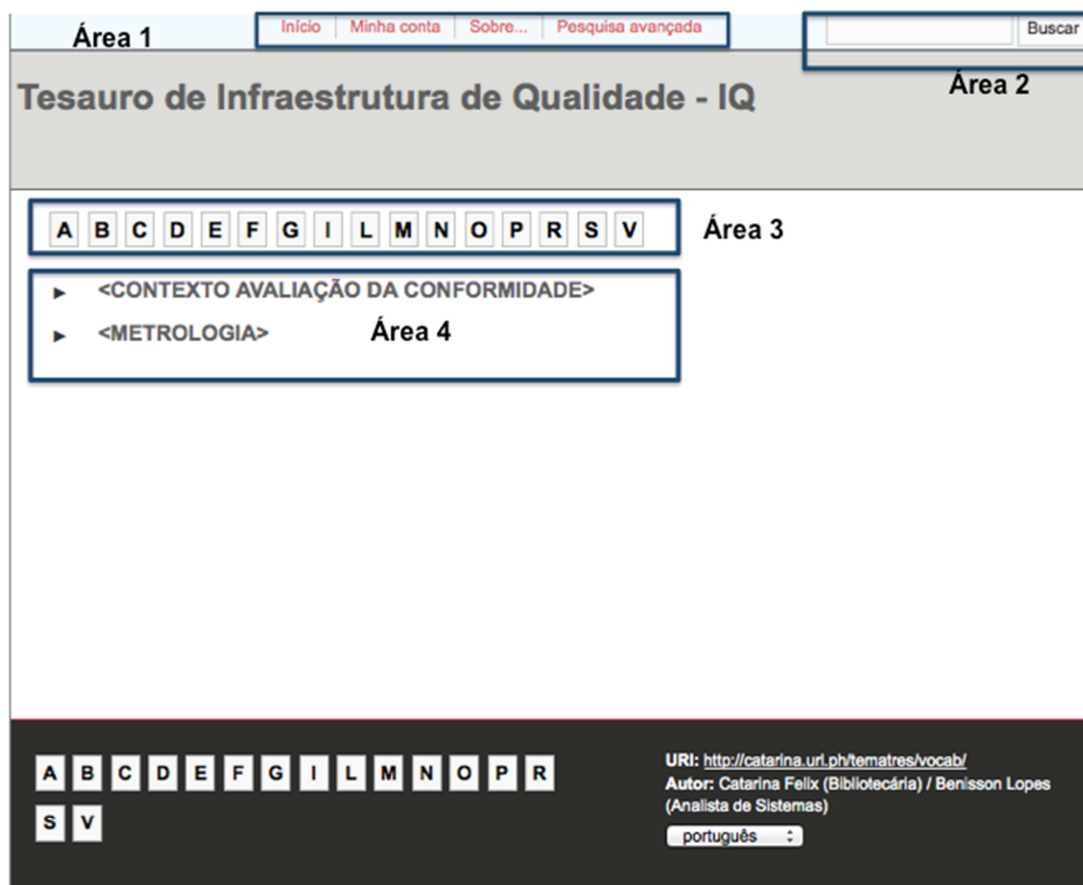 Início Minha conta Sobre... Pesquisa avançada Buscar
Área 1
Área 2
Tesauro de Infraestrutura de Qualidade - IQ
A B C D E F G I L M N O P R S V
Área 3
<CONTEXTO AVALIAÇÃO DA CONFORMIDADE>
<METROLOGIA>
Área 4
A B C D E F G I L M N O P R
S V
URI: http://catarina.url.ph/tematres/vocab/
Autor: Catarina Felix (Bibliotecária) / Benisson Lopes
(Analista de Sistemas)
português